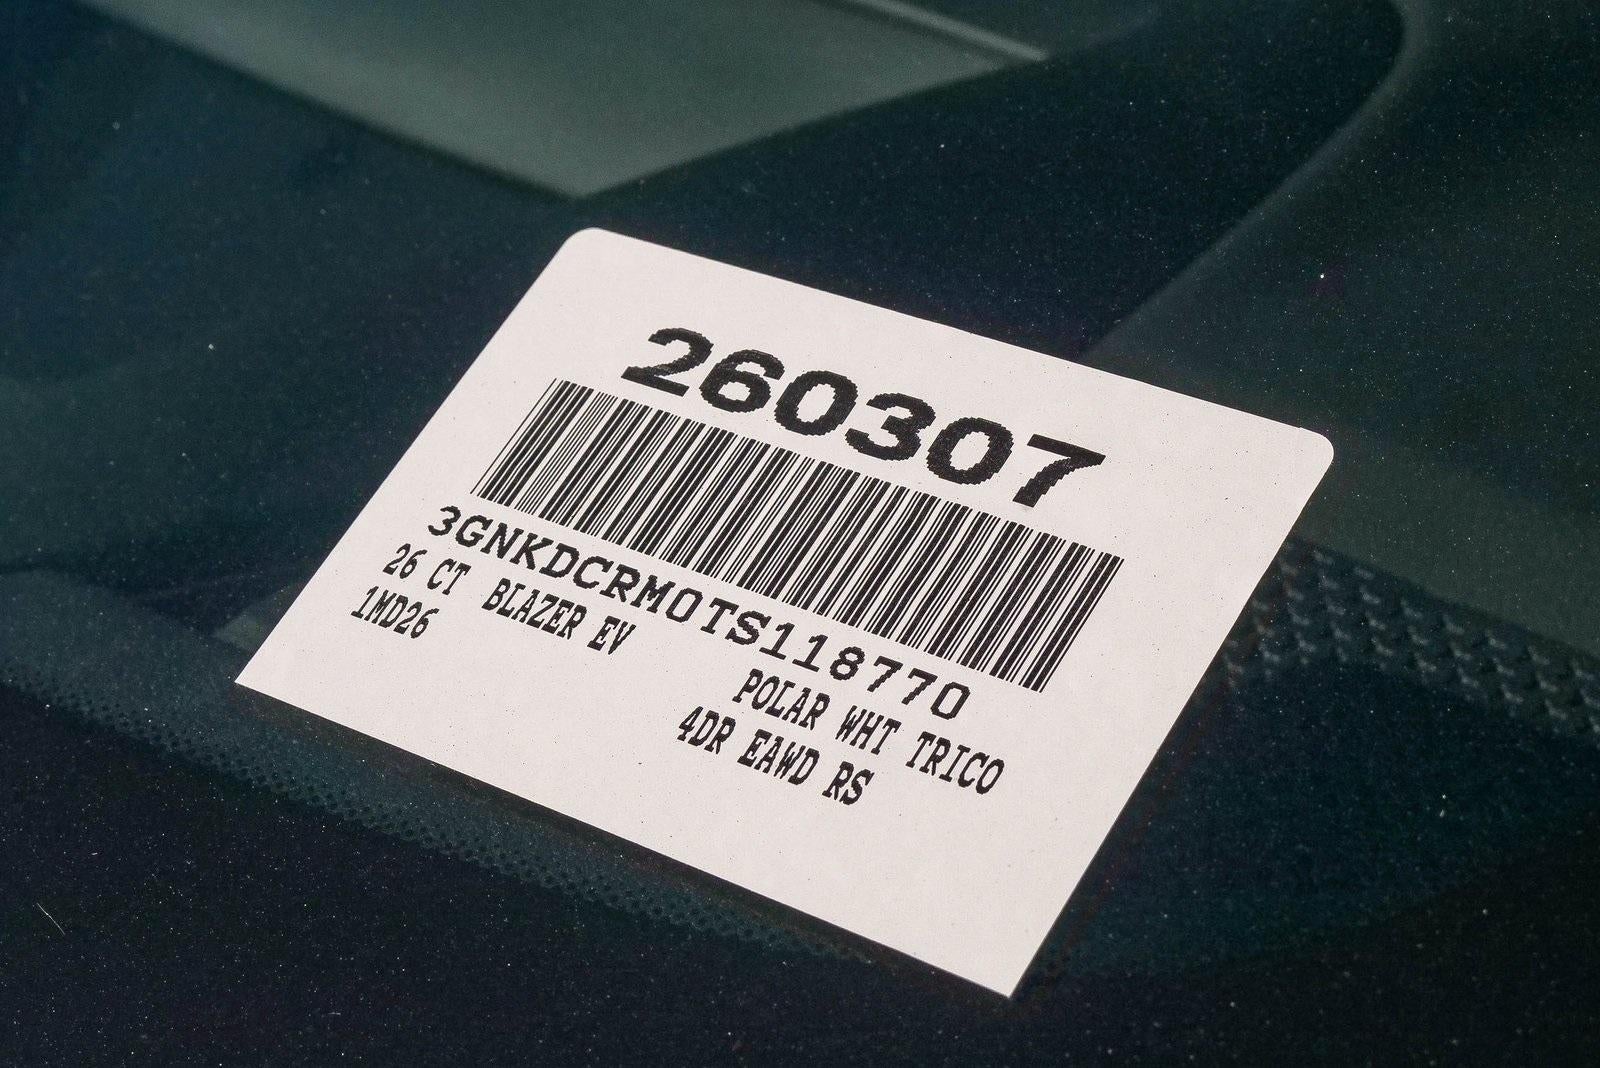 260307
3GNKDCRM0TS118770
26 CT BLAZER EV POLAR WHT TRICO
1MD26 4DR EAWD RS